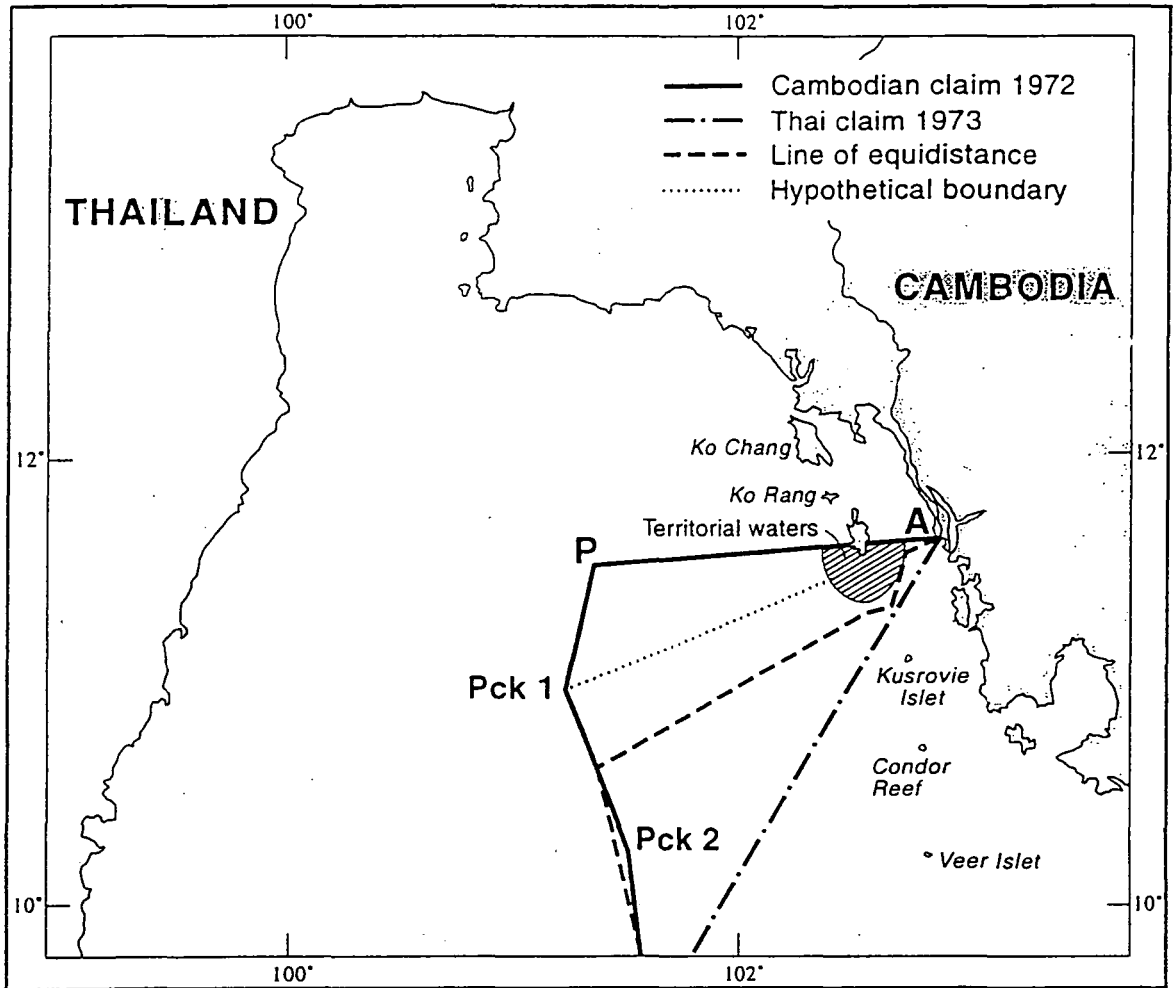 100°
102°
Cambodian claim 1972
Thai claim 1973
Line of equidistance
Hypothetical boundary
THAILAND
CAMBODIA
12°
12°
Ko Chang
Ko Rang
Territorial waters
A
P
Pck 1
Kusrovie
Islet
Condor
Reef
Pck 2
Veer Islet
10°
10°
100°
102°